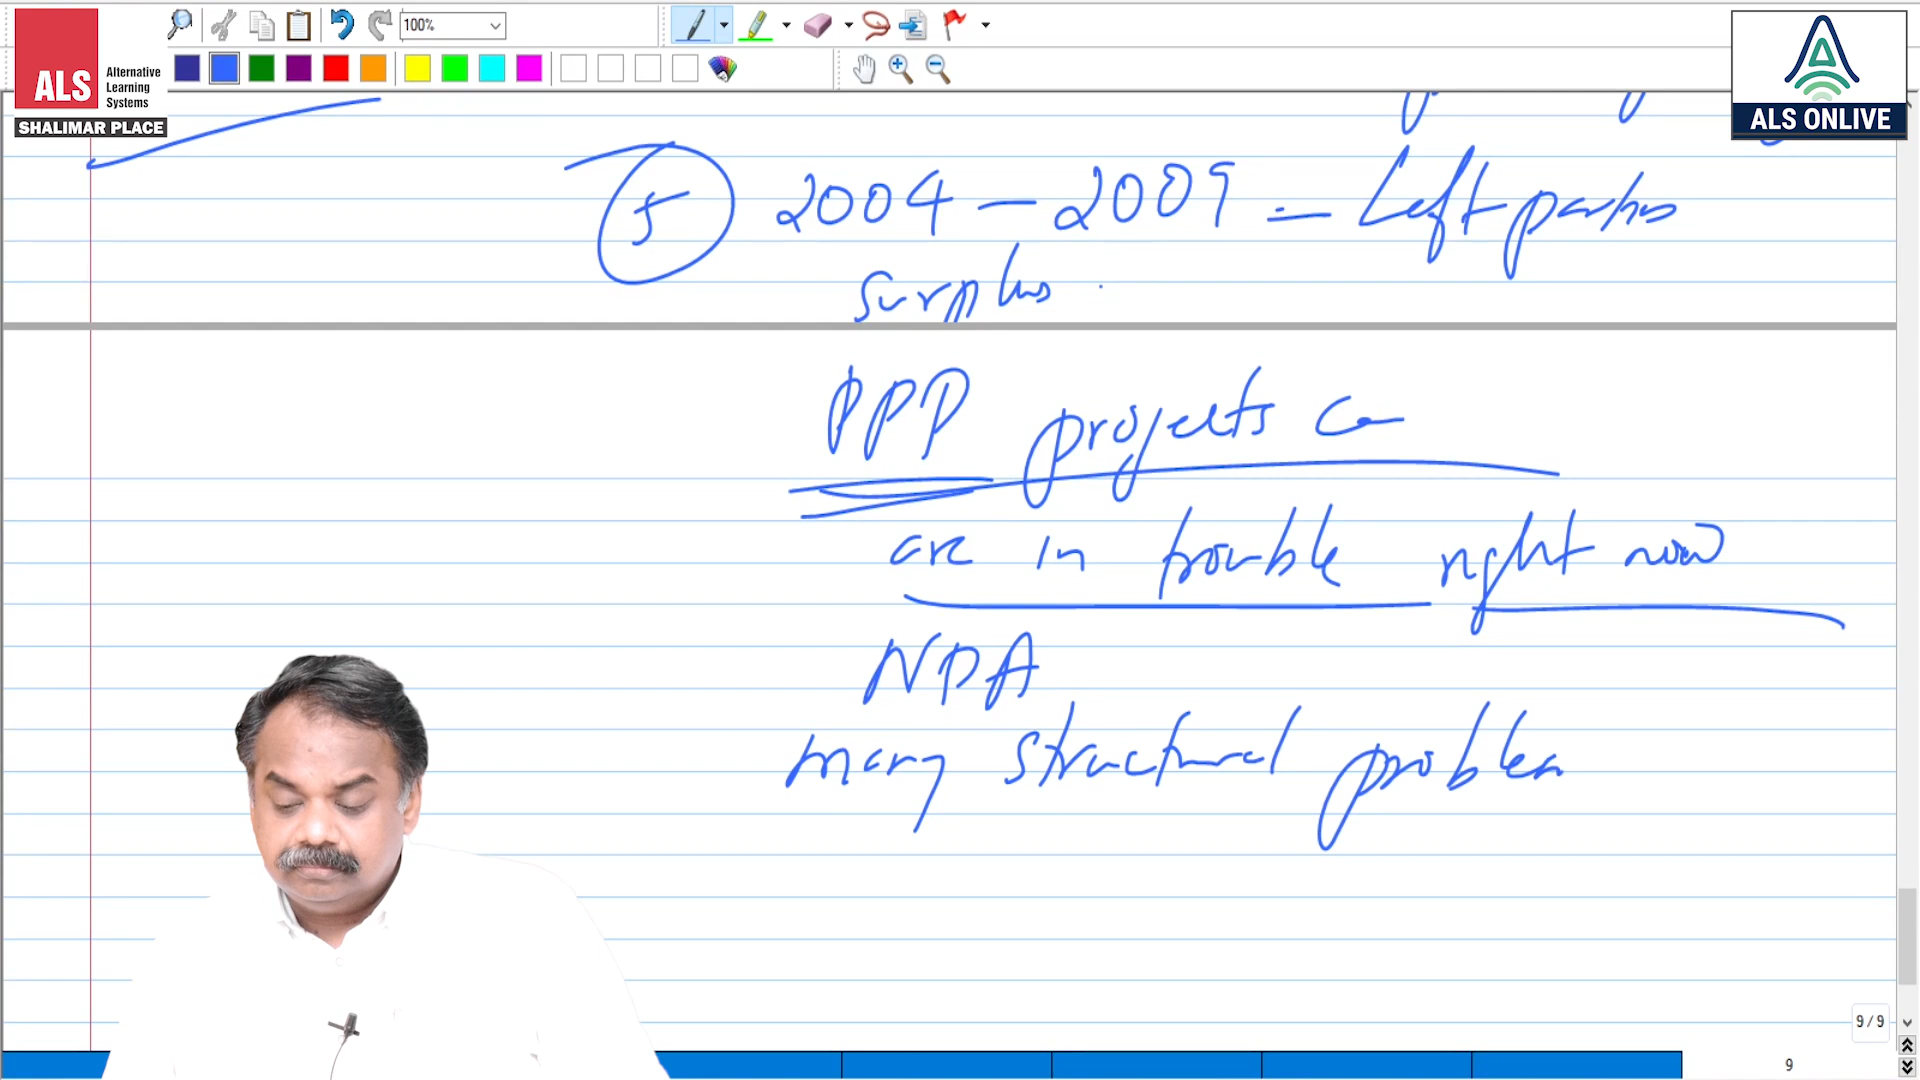 100%
ALS
Alternative
Learning
Systems
SHALIMAR PLACE
ALS ONLIVE
5 2004 - 2009 = Left parties
surplus.
PPP projects
are in trouble right now
NPA
many structural problem
9 / 9
9